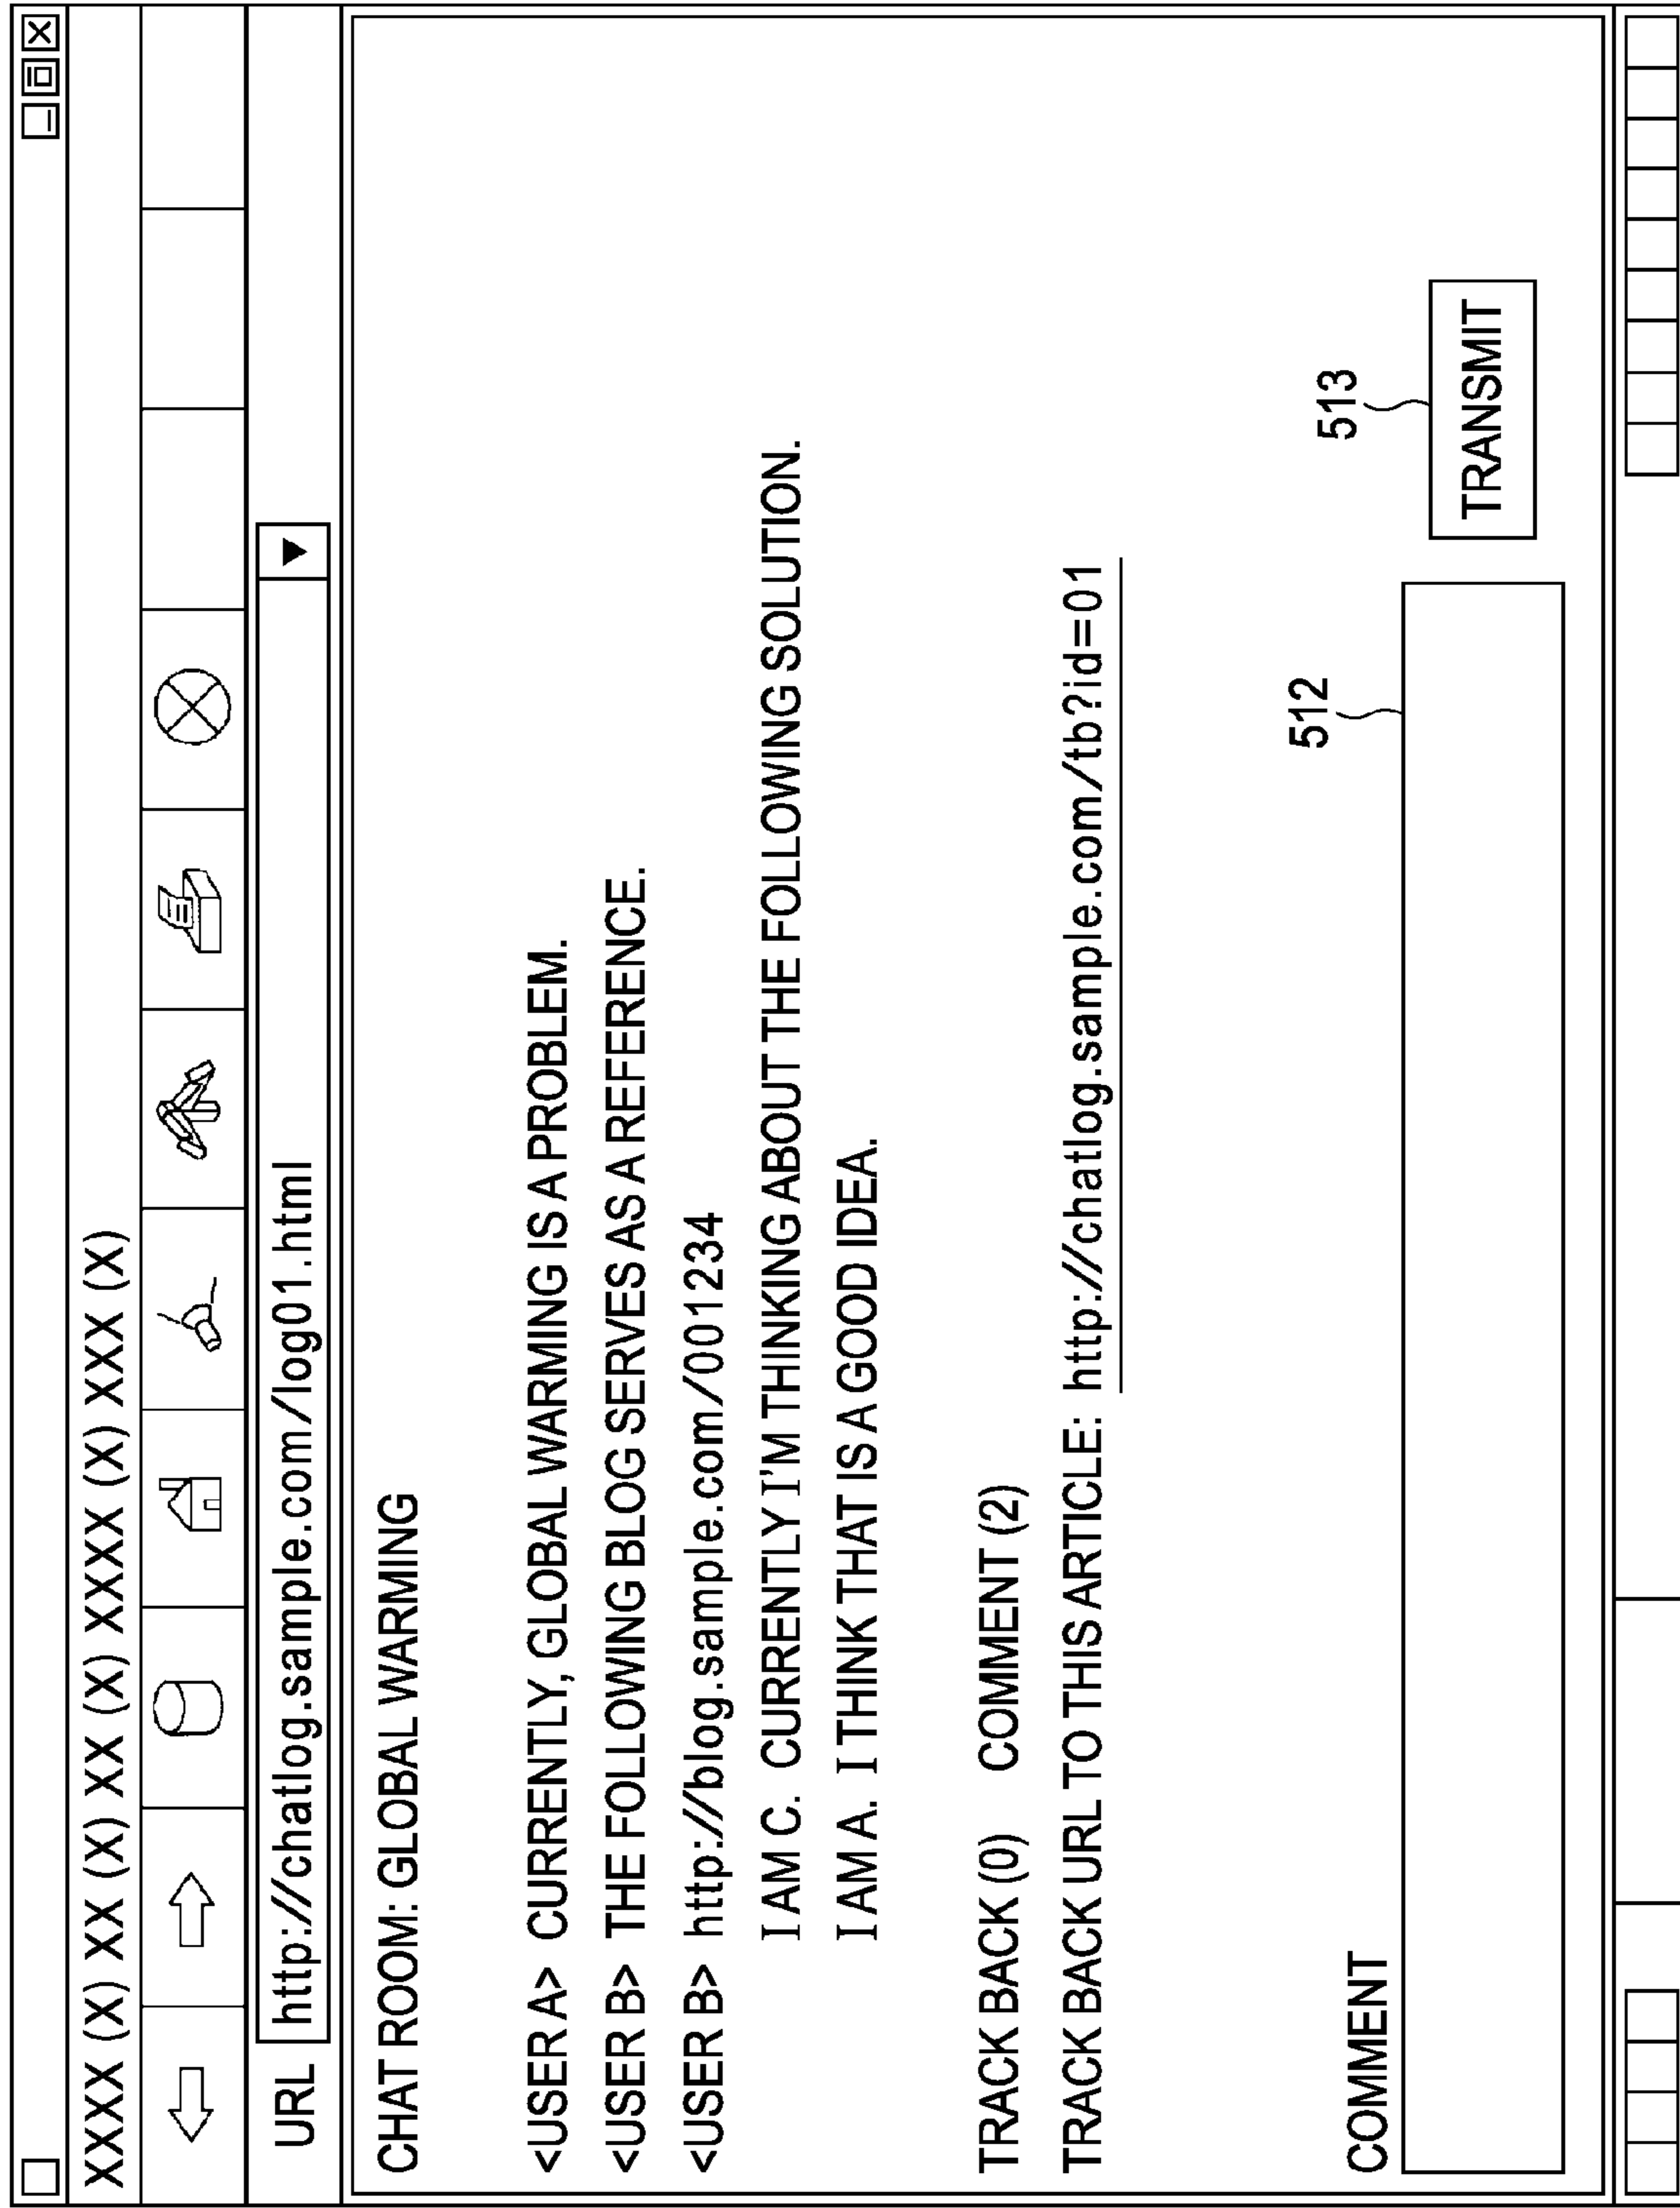 XXXX (X) XX (X) XX (X) XXXX (X) XXX (X)
URL http://chatlog.sample.com/log01.html
CHAT ROOM: GLOBAL WARMING
<USER A> CURRENTLY, GLOBAL WARMING IS A PROBLEM.
<USER B> THE FOLLOWING BLOG SERVES AS A REFERENCE.
<USER B> http://blog.sample.com/001234
I AM C. CURRENTLY I'M THINKING ABOUT THE FOLLOWING SOLUTION.
I AM A. I THINK THAT IS A GOOD IDEA.
TRACK BACK (0) COMMENT (2)
TRACK BACK URL TO THIS ARTICLE: http://chatlog.sample.com/tb?id=01
COMMENT
512
513
TRANSMIT